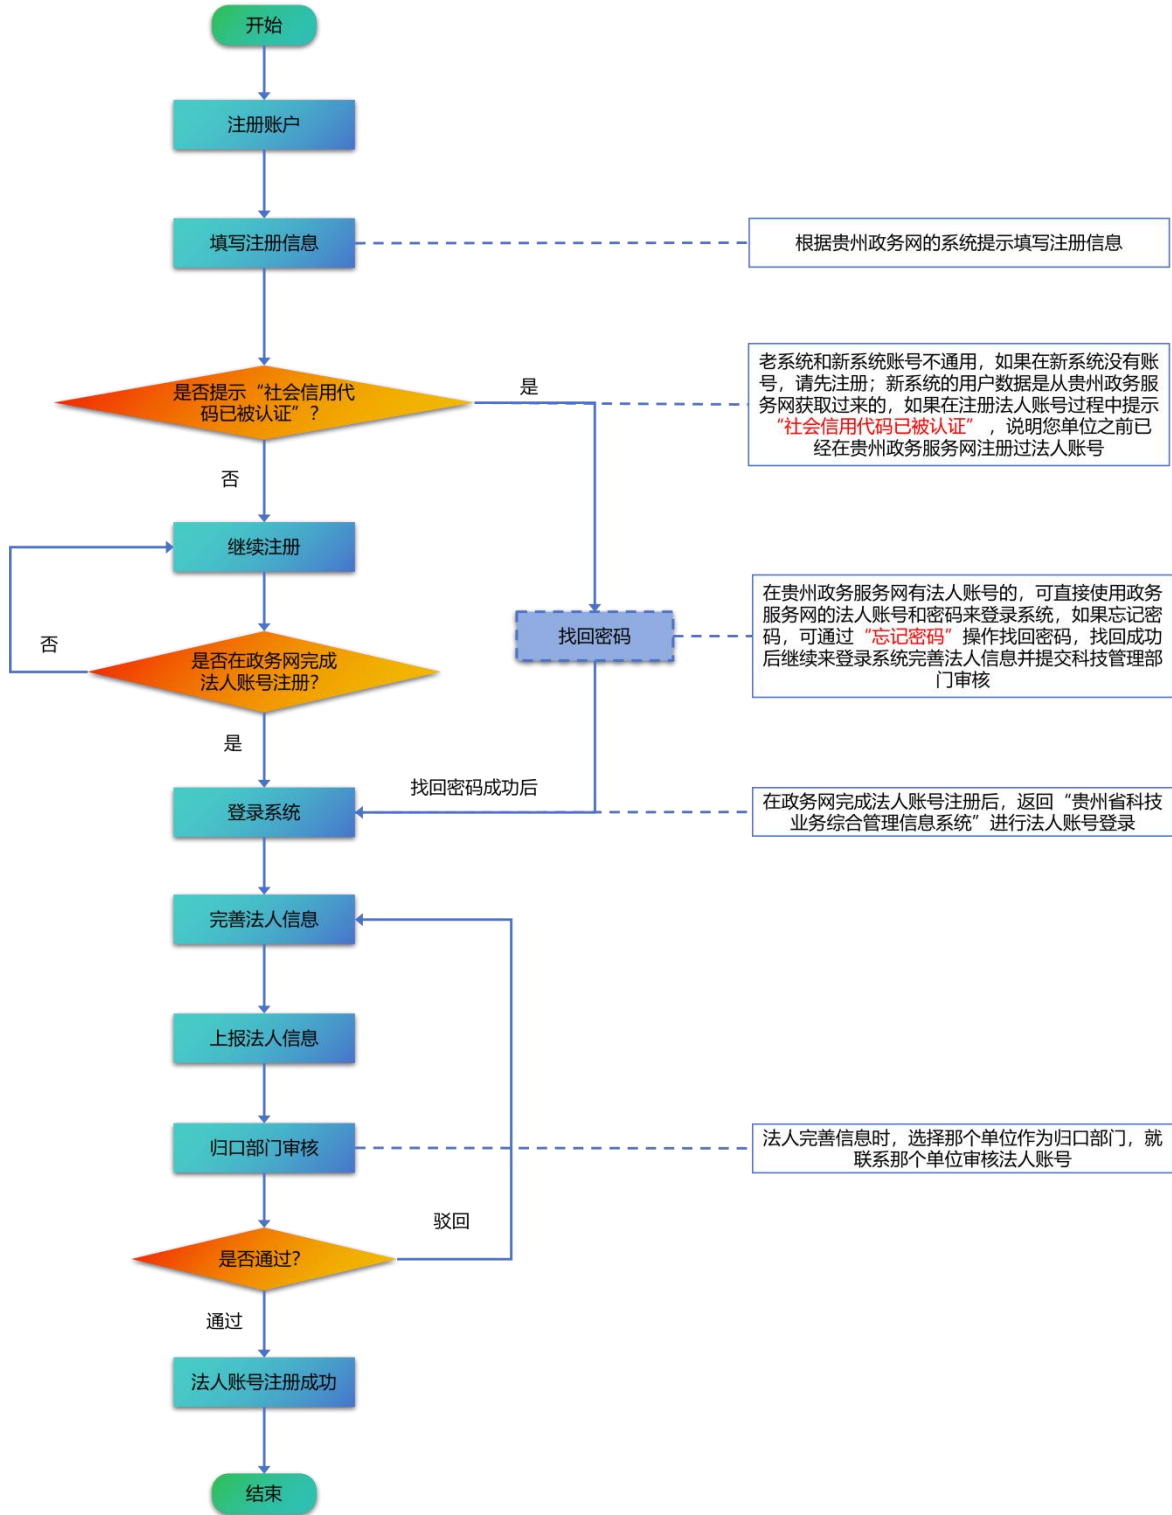 开始
注册账户
填写注册信息
根据贵州政务网的系统提示填写注册信息
是否提示“社会信用代
码已被认证”？
是
老系统和新系统账号不通用，如果在新系统没有账
号，请先注册；新系统的用户数据是从贵州政务服
务网获取过来的，如果在注册法人账号过程中提示
“社会信用代码已被认证”，说明您单位之前已
经在贵州政务服务网注册过法人账号
否
继续注册
否
是否在政务网完成
法人账号注册？
找回密码
在贵州政务服务网有法人账号的，可直接使用政务
服务网的法人账号和密码来登录系统，如果忘记密
码，可通过“忘记密码”操作找回密码，找回成功
后继续来登录系统完善法人信息并提交科技管理部
门审核
是
找回密码成功后
登录系统
在政务网完成法人账号注册后，返回“贵州省科技
业务综合管理信息系统”进行法人账号登录
完善法人信息
上报法人信息
归口部门审核
法人完善信息时，选择那个单位作为归口部门，就
联系那个单位审核法人账号
驳回
是否通过？
通过
法人账号注册成功
结束